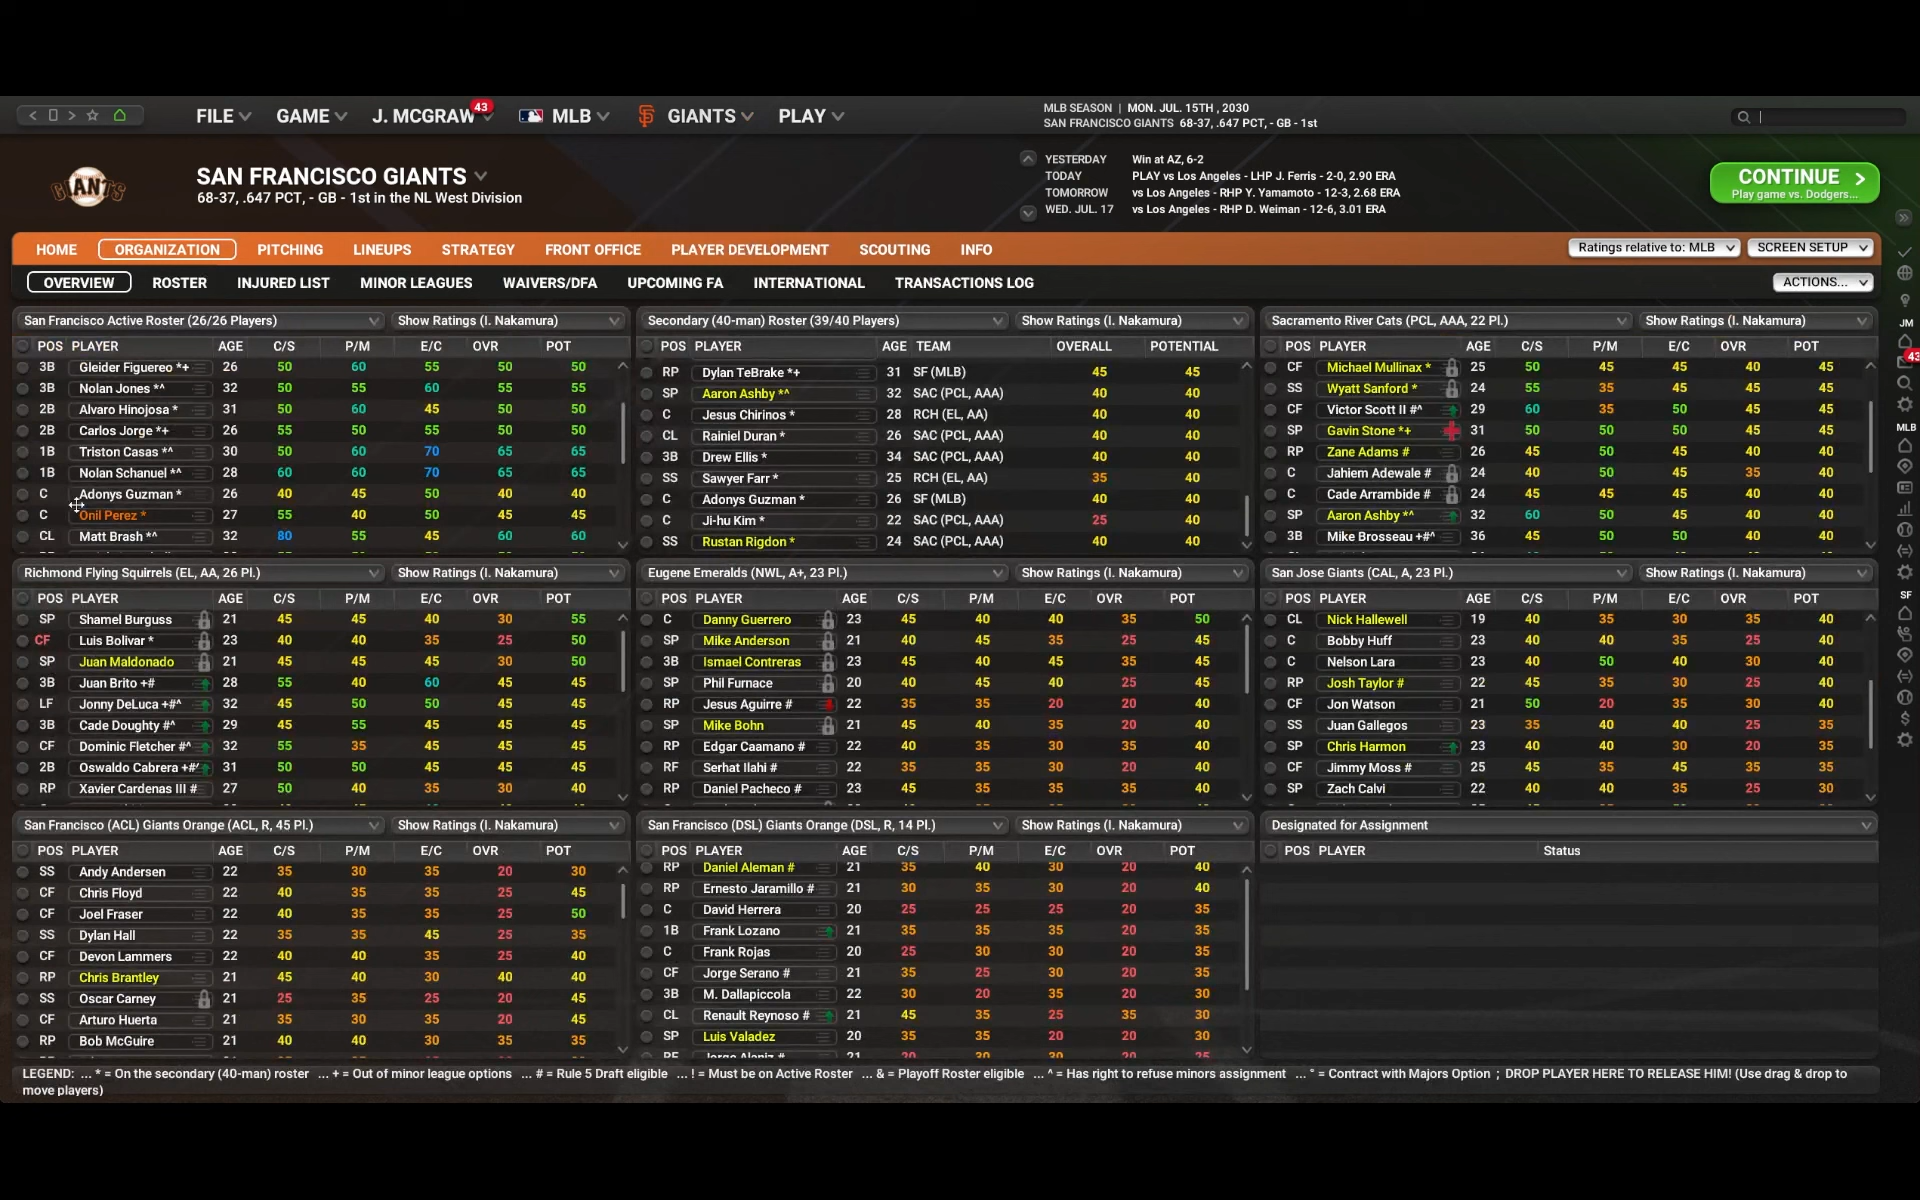 FILE GAME J. MCGRAW 43 MLB GIANTS PLAY
MLB SEASON | MON. JUL. 15TH , 2030
SAN FRANCISCO GIANTS 68-37, .647 PCT, - GB - 1st
GIANTS
SAN FRANCISCO GIANTS
68-37, .647 PCT, - GB - 1st in the NL West Division
YESTERDAY Win at AZ, 6-2
TODAY PLAY vs Los Angeles - LHP J. Ferris - 2-0, 2.90 ERA
TOMORROW vs Los Angeles - RHP Y. Yamamoto - 12-3, 2.68 ERA
WED. JUL. 17 vs Los Angeles - RHP D. Weiman - 12-6, 3.01 ERA
CONTINUE
Play game vs. Dodgers...
HOME ORGANIZATION PITCHING LINEUPS STRATEGY FRONT OFFICE PLAYER DEVELOPMENT SCOUTING INFO
Ratings relative to: MLB SCREEN SETUP
OVERVIEW ROSTER INJURED LIST MINOR LEAGUES WAIVERS/DFA UPCOMING FA INTERNATIONAL TRANSACTIONS LOG
ACTIONS...
San Francisco Active Roster (26/26 Players) Show Ratings (I. Nakamura)
POS PLAYER AGE C/S P/M E/C OVR POT
3B Gleider Figuereo *+ 26 50 60 55 50 50
3B Nolan Jones *^ 32 50 55 60 55 55
2B Alvaro Hinojosa * 31 50 60 45 50 50
2B Carlos Jorge *+ 26 55 50 55 50 50
1B Triston Casas *^ 30 50 60 70 65 65
1B Nolan Schanuel *^ 28 60 60 70 65 65
C Adonys Guzman * 26 40 45 50 40 40
C Onil Perez * 27 55 40 50 45 45
CL Matt Brash *^ 32 80 55 45 60 60
Secondary (40-man) Roster (39/40 Players) Show Ratings (I. Nakamura)
POS PLAYER AGE TEAM OVERALL POTENTIAL
RP Dylan TeBrake *+ 31 SF (MLB) 45 45
SP Aaron Ashby *^ 32 SAC (PCL, AAA) 40 40
C Jesus Chirinos * 28 RCH (EL, AA) 40 40
CL Rainiel Duran * 26 SAC (PCL, AAA) 40 40
3B Drew Ellis * 34 SAC (PCL, AAA) 40 40
SS Sawyer Farr * 25 RCH (EL, AA) 35 40
C Adonys Guzman * 26 SF (MLB) 40 40
C Ji-hu Kim * 22 SAC (PCL, AAA) 25 40
SS Rustan Rigdon * 24 SAC (PCL, AAA) 40 40
Sacramento River Cats (PCL, AAA, 22 Pl.) Show Ratings (I. Nakamura)
POS PLAYER AGE C/S P/M E/C OVR POT
CF Michael Mullinax * 25 50 45 45 40 45
SS Wyatt Sanford * 24 55 35 45 40 45
CF Victor Scott II #^ 29 60 35 50 45 45
SP Gavin Stone *+ 31 50 50 50 45 45
RP Zane Adams # 26 45 50 40 45 45
C Jahiem Adewale # 24 40 50 45 35 40
C Cade Arrambide # 24 45 45 45 40 40
SP Aaron Ashby *^ 32 60 50 45 40 40
3B Mike Brosseau +#^ 36 45 50 50 40 40
Richmond Flying Squirrels (EL, AA, 26 Pl.) Show Ratings (I. Nakamura)
POS PLAYER AGE C/S P/M E/C OVR POT
SP Shamel Burguss 21 45 45 40 30 55
CF Luis Bolivar * 23 40 40 35 25 50
SP Juan Maldonado 21 45 45 45 30 50
3B Juan Brito +# 28 55 40 60 45 45
LF Jonny DeLuca +#^ 32 45 50 50 45 45
3B Cade Doughty #^ 29 45 55 45 45 45
CF Dominic Fletcher #^ 32 55 35 45 45 45
2B Oswaldo Cabrera +#^ 31 50 50 45 45 45
RP Xavier Cardenas III # 27 50 40 35 30 40
Eugene Emeralds (NWL, A+, 23 Pl.) Show Ratings (I. Nakamura)
POS PLAYER AGE C/S P/M E/C OVR POT
C Danny Guerrero 23 45 40 40 35 50
SP Mike Anderson 21 40 45 35 25 45
3B Ismael Contreras 23 45 40 45 35 45
SP Phil Furnace 20 40 45 40 25 45
RP Jesus Aguirre # 22 35 35 20 20 40
SP Mike Bohn 21 45 40 35 20 40
RP Edgar Caamano # 22 40 35 30 35 40
RF Serhat Ilahi # 22 35 35 30 20 40
RP Daniel Pacheco # 23 45 35 35 35 40
San Jose Giants (CAL, A, 23 Pl.) Show Ratings (I. Nakamura)
POS PLAYER AGE C/S P/M E/C OVR POT
CL Nick Hallewell 19 40 35 30 35 40
C Bobby Huff 23 40 40 35 25 40
C Nelson Lara 23 40 50 40 30 40
RP Josh Taylor # 22 45 35 30 25 40
CF Jon Watson 21 50 20 35 30 40
SS Juan Gallegos 23 35 40 40 25 35
SP Chris Harmon 23 40 40 30 20 35
CF Jimmy Moss # 25 45 35 45 35 35
SP Zach Calvi 22 40 40 35 25 30
San Francisco (ACL) Giants Orange (ACL, R, 45 Pl.) Show Ratings (I. Nakamura)
POS PLAYER AGE C/S P/M E/C OVR POT
SS Andy Andersen 22 35 30 35 20 30
CF Chris Floyd 22 40 35 35 25 45
CF Joel Fraser 22 40 35 35 25 50
SS Dylan Hall 22 35 35 45 25 35
CF Devon Lammers 22 40 40 35 25 40
RP Chris Brantley 21 45 40 30 40 40
SS Oscar Carney 21 25 35 25 20 45
CF Arturo Huerta 21 35 30 35 20 45
RP Bob McGuire 21 40 40 30 35 35
San Francisco (DSL) Giants Orange (DSL, R, 14 Pl.) Show Ratings (I. Nakamura)
POS PLAYER AGE C/S P/M E/C OVR POT
RP Daniel Aleman # 21 35 40 30 20 40
RP Ernesto Jaramillo # 21 30 35 30 20 40
C David Herrera 20 25 25 25 20 35
1B Frank Lozano 21 35 35 35 20 35
C Frank Rojas 20 25 30 30 20 35
CF Jorge Serano # 21 35 25 30 20 35
3B M. Dallapiccola 22 30 20 35 20 30
CL Renault Reynoso # 21 45 35 25 35 30
SP Luis Valadez 21 35 35 20 20 30
Designated for Assignment
POS PLAYER Status
JM
43
MLB
SF
LEGEND: ... * = On the secondary (40-man) roster ... + = Out of minor league options ... # = Rule 5 Draft eligible ... ! = Must be on Active Roster ... & = Playoff Roster eligible ... ^ = Has right to refuse minors assignment ... ° = Contract with Majors Option ; DROP PLAYER HERE TO RELEASE HIM! (Use drag & drop to
move players)